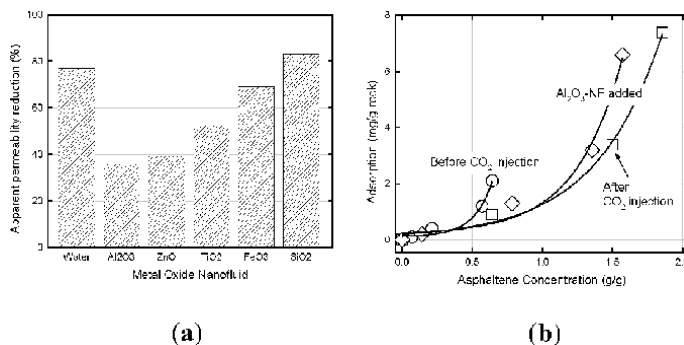 100
80
60
40
20
0
Apparent permeability reduction (%)
Water Al2O3 ZnO TiO2 FeO3 SiO2
Metal Oxide Nanofluid
(a)
8
6
4
2
0
Adsorption (mg/g rock)
Al₂O₃-NF added
Before CO₂ injection
After
CO₂ injection
0.0 0.5 1.0 1.5 2.0
Asphaltene Concentration (g/g)
(b)